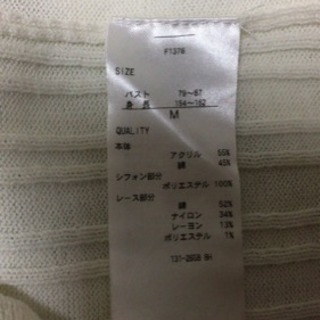 F1376
SIZE
バスト 79～87
身長 154～162
M
QUALITY
本体
アクリル 55%
綿 45%
シフォン部分
ポリエステル 100%
レース部分
綿 52%
ナイロン 34%
レーヨン 13%
ポリエステル 1%